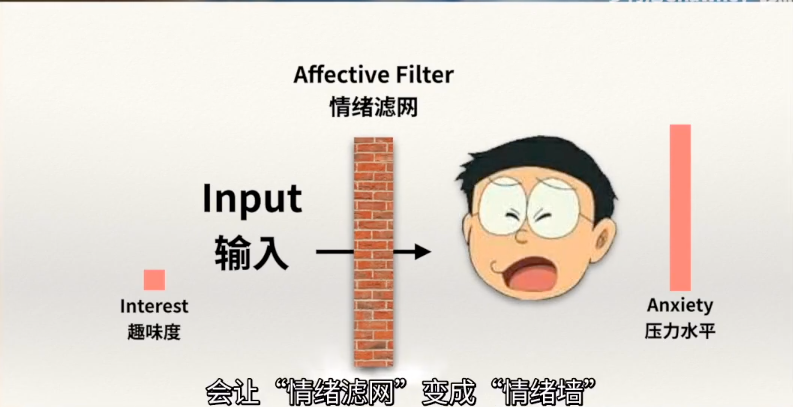 Affective Filter
情绪滤网
Input
输入
Interest
趣味度
Anxiety
压力水平
会让“情绪滤网”变成“情绪墙”